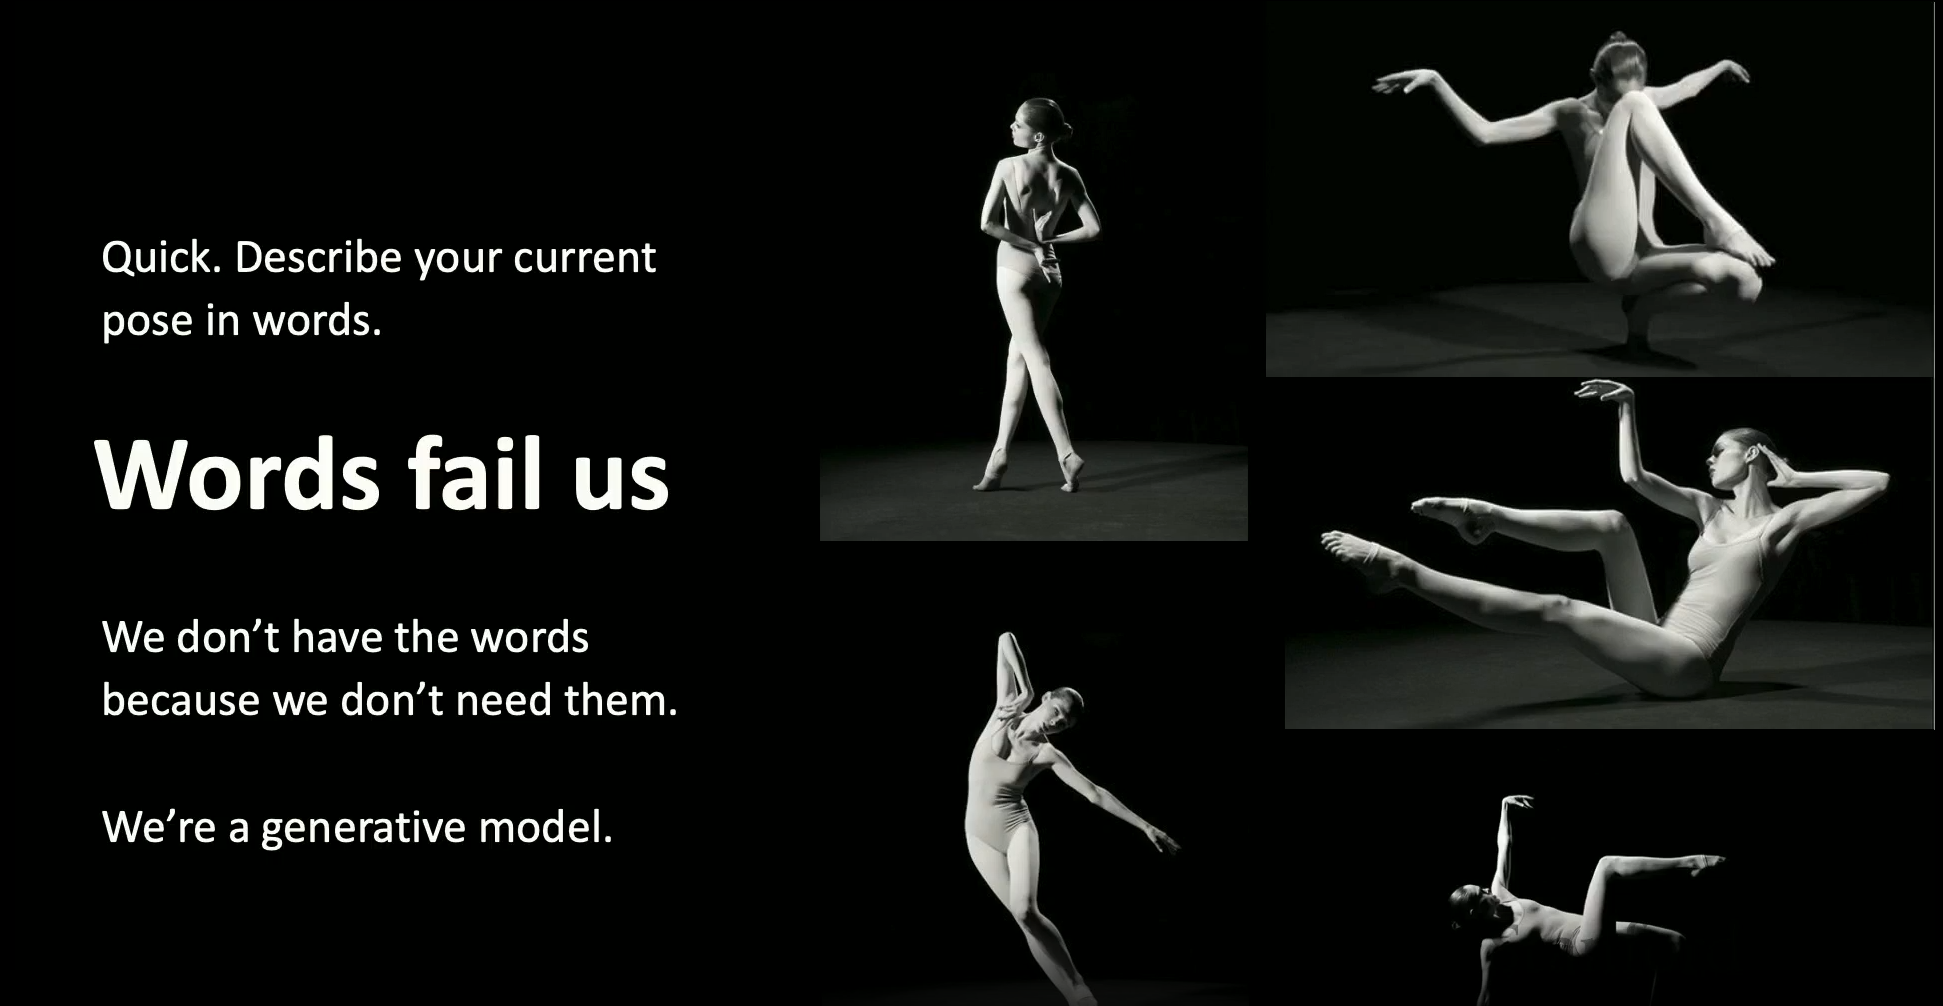 Quick. Describe your current
pose in words.
Words fail us
We don’t have the words
because we don’t need them.
We’re a generative model.